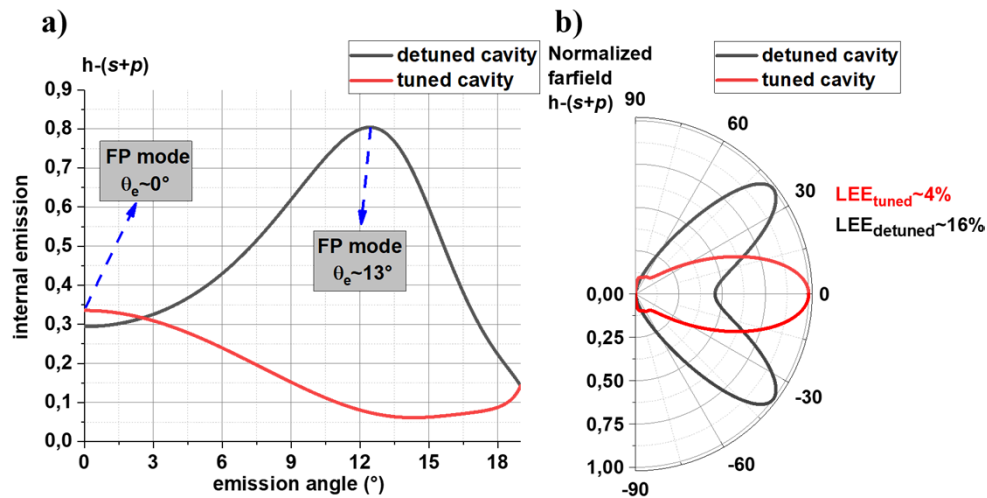 a)
h-(s+p)
detuned cavity
tuned cavity
0,9
0,8
0,7
0,6
0,5
0,4
0,3
0,2
0,1
0,0
internal emission
FP mode
θe~0°
FP mode
θe~13°
0
3
6
9
12
15
18
emission angle (°)
b)
Normalized
farfield
h-(s+p)
detuned cavity
tuned cavity
90
60
30
0
-30
-60
-90
0,00
0,25
0,50
0,75
1,00
LEEtuned~4%
LEEdetuned~16%